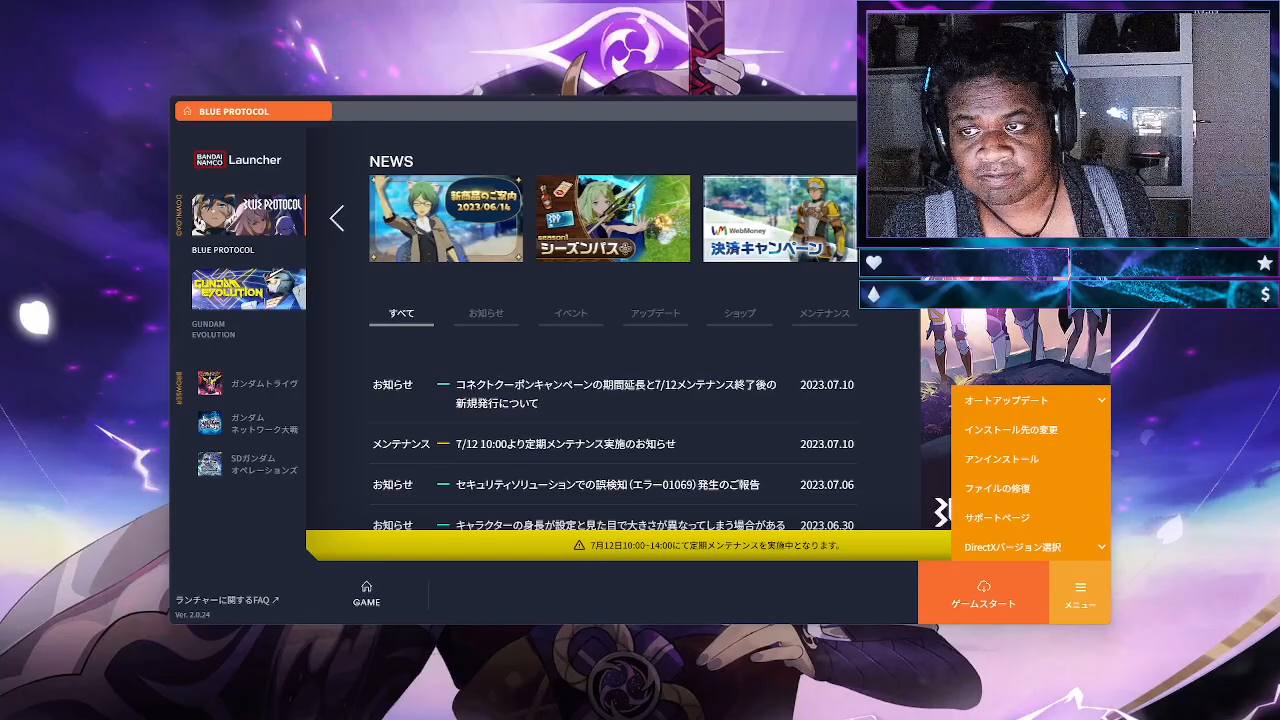 BLUE PROTOCOL
BANDAI NAMCO Launcher
DOWNLOAD
BLUE PROTOCOL
BLUE PROTOCOL
GUNDAM EVOLUTION
GUNDAM
EVOLUTION
BROWSER
ガンダムトライヴ
ガンダム
ネットワーク大戦
SDガンダム
オペレーションズ
ランチャーに関するFAQ
Ver. 2.0.24
NEWS
新商品のご案内
2023/06/14
season1
シーズンパス
WebMoney
決済キャンペーン
すべて
お知らせ
イベント
アップデート
ショップ
メンテナンス
お知らせ
コネクトクーポンキャンペーンの期間延長と7/12メンテナンス終了後の
新規発行について
2023.07.10
メンテナンス
7/12 10:00より定期メンテナンス実施のお知らせ
2023.07.10
お知らせ
セキュリティソリューションでの誤検知（エラー01069）発生のご報告
2023.07.06
お知らせ
キャラクターの身長が設定と見た目で大きさが異なってしまう場合がある
2023.06.30
7月12日10:00~14:00にて定期メンテナンスを実施中となります。
GAME
オートアップデート
インストール先の変更
アンインストール
ファイルの修復
サポートページ
DirectXバージョン選択
ゲームスタート
メニュー